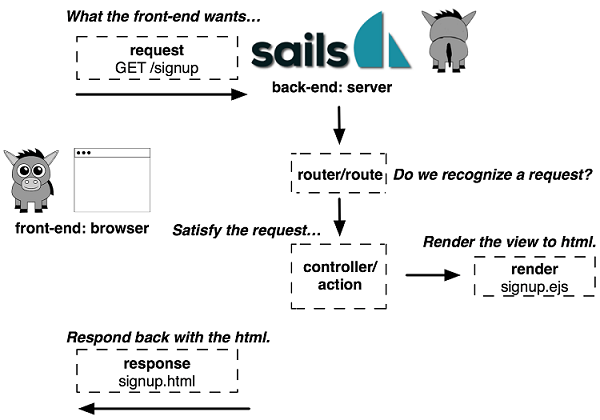 What the front-end wants…
request
GET /signup
sails
back-end: server
router/route
Do we recognize a request?
front-end: browser
Satisfy the request…
controller/
action
Render the view to html.
render
signup.ejs
Respond back with the html.
response
signup.html